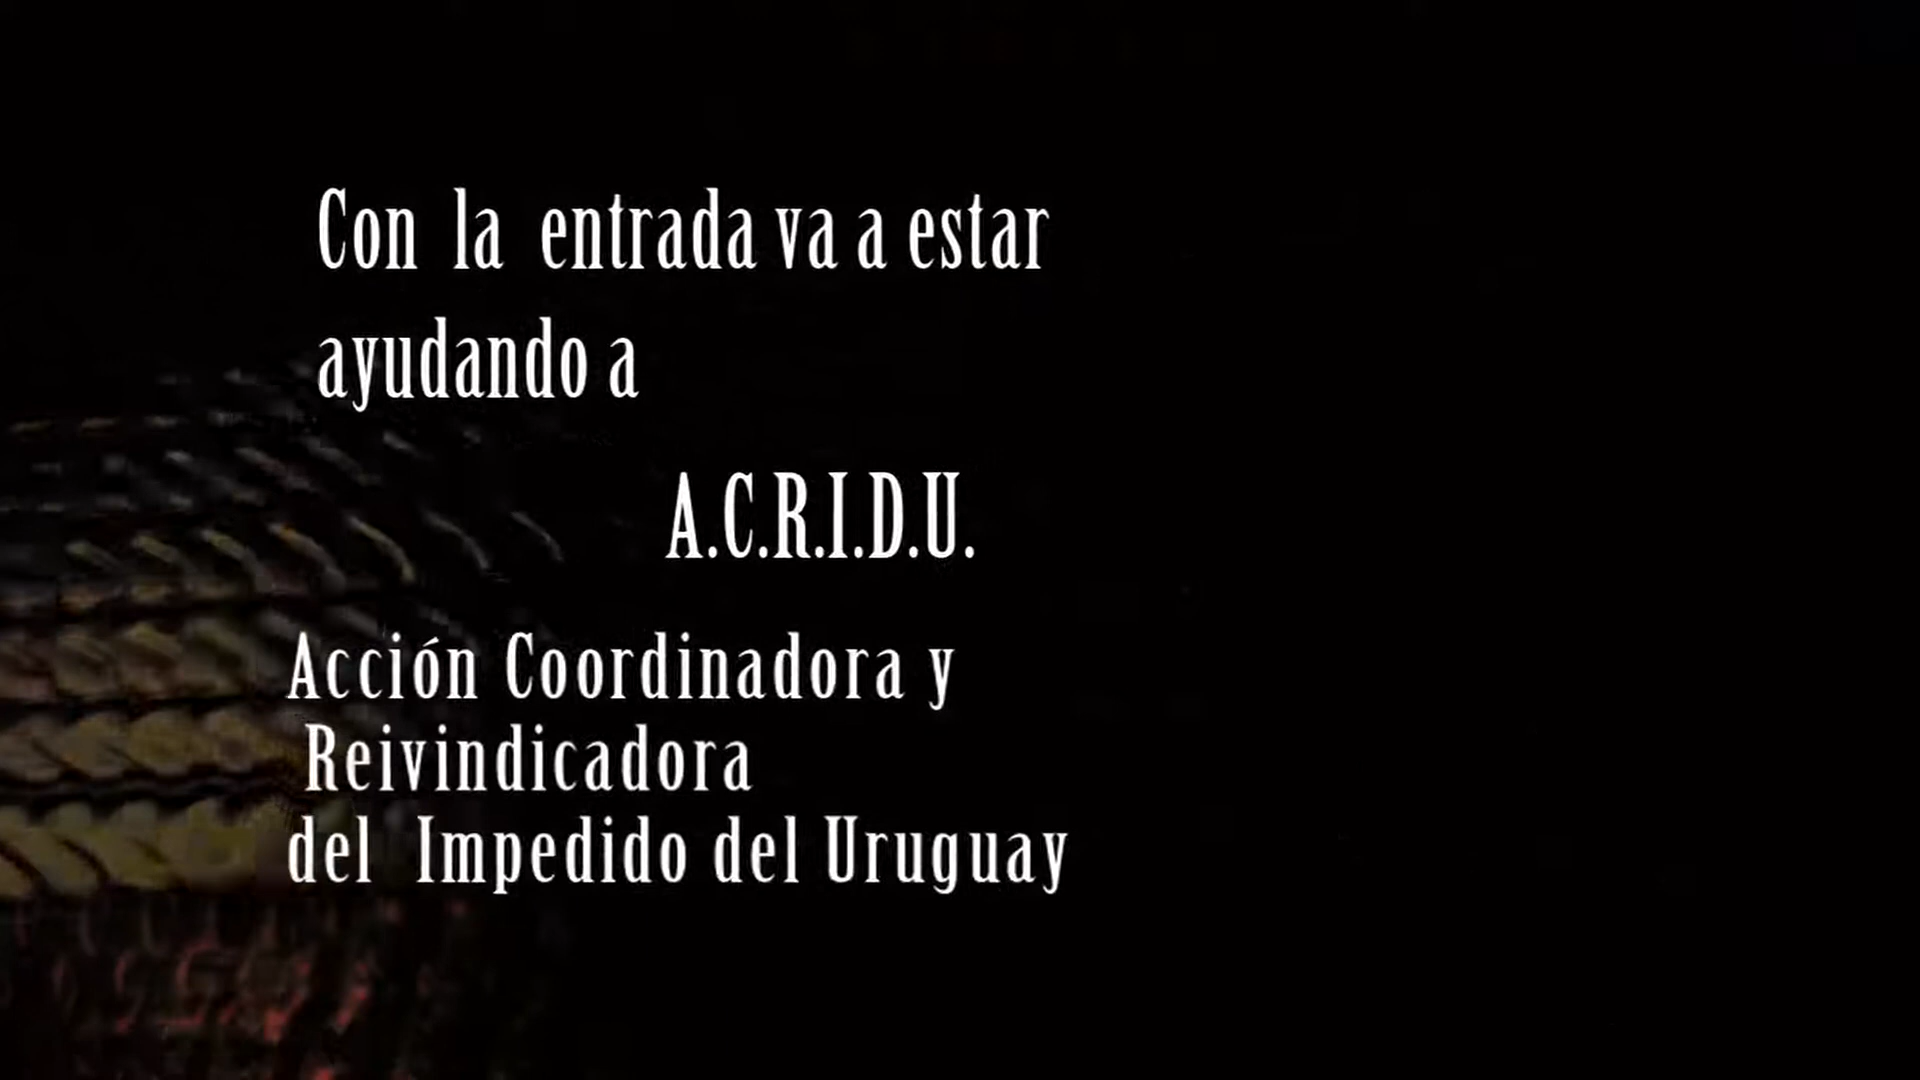 Con la entrada va a estar
ayudando a
A.C.R.I.D.U.
Acción Coordinadora y
Reivindicadora
del Impedido del Uruguay